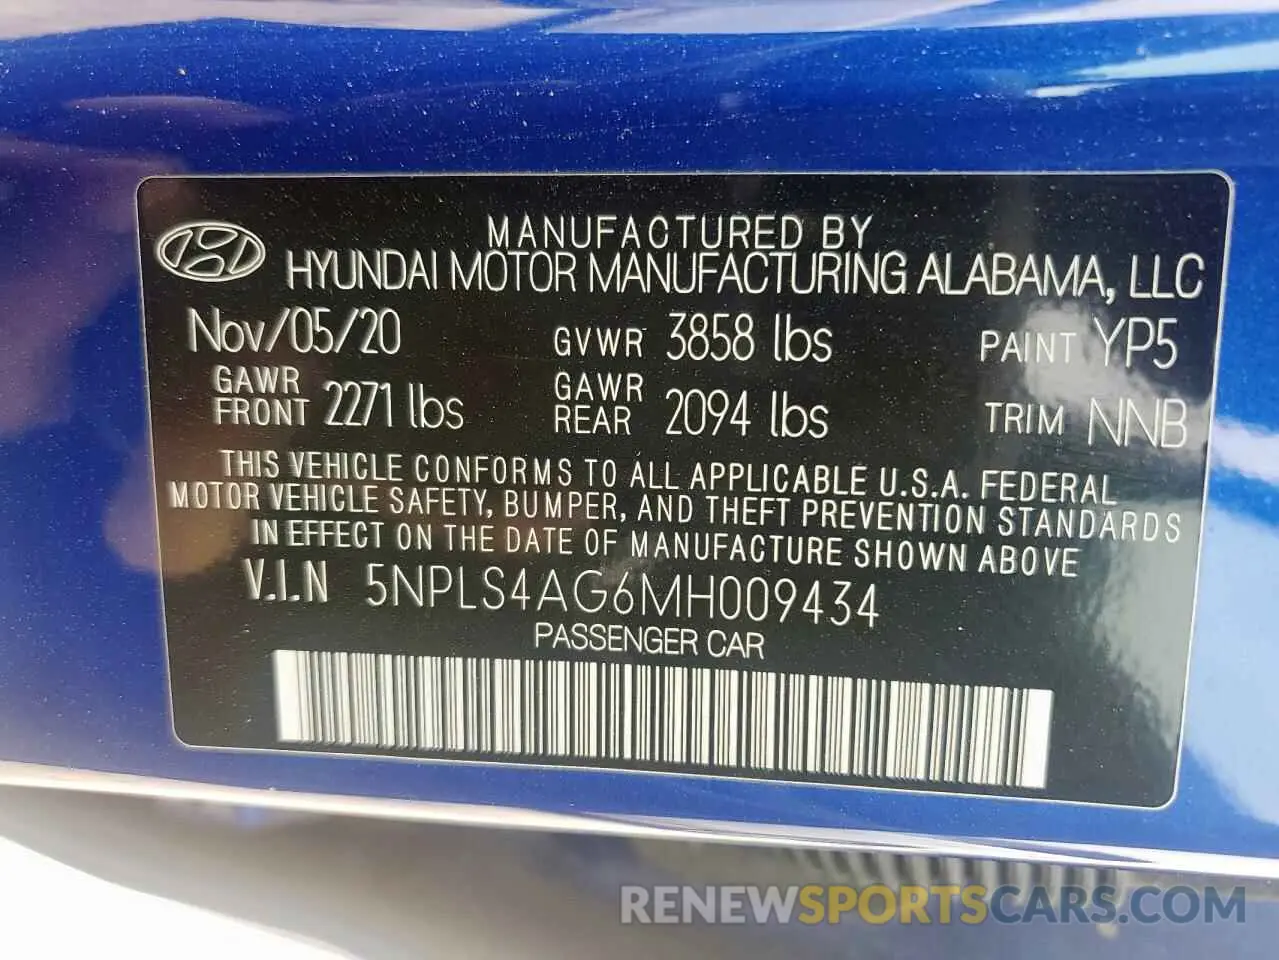 MANUFACTURED BY
HYUNDAI MOTOR MANUFACTURING ALABAMA, LLC
Nov/05/20 GVWR 3858 lbs PAINT YP5
GAWR FRONT 2271 lbs GAWR REAR 2094 lbs TRIM NNB
THIS VEHICLE CONFORMS TO ALL APPLICABLE U.S.A. FEDERAL
MOTOR VEHICLE SAFETY, BUMPER, AND THEFT PREVENTION STANDARDS
IN EFFECT ON THE DATE OF MANUFACTURE SHOWN ABOVE
V.I.N 5NPLS4AG6MH009434
PASSENGER CAR
RENEWSPORTSCARS.COM